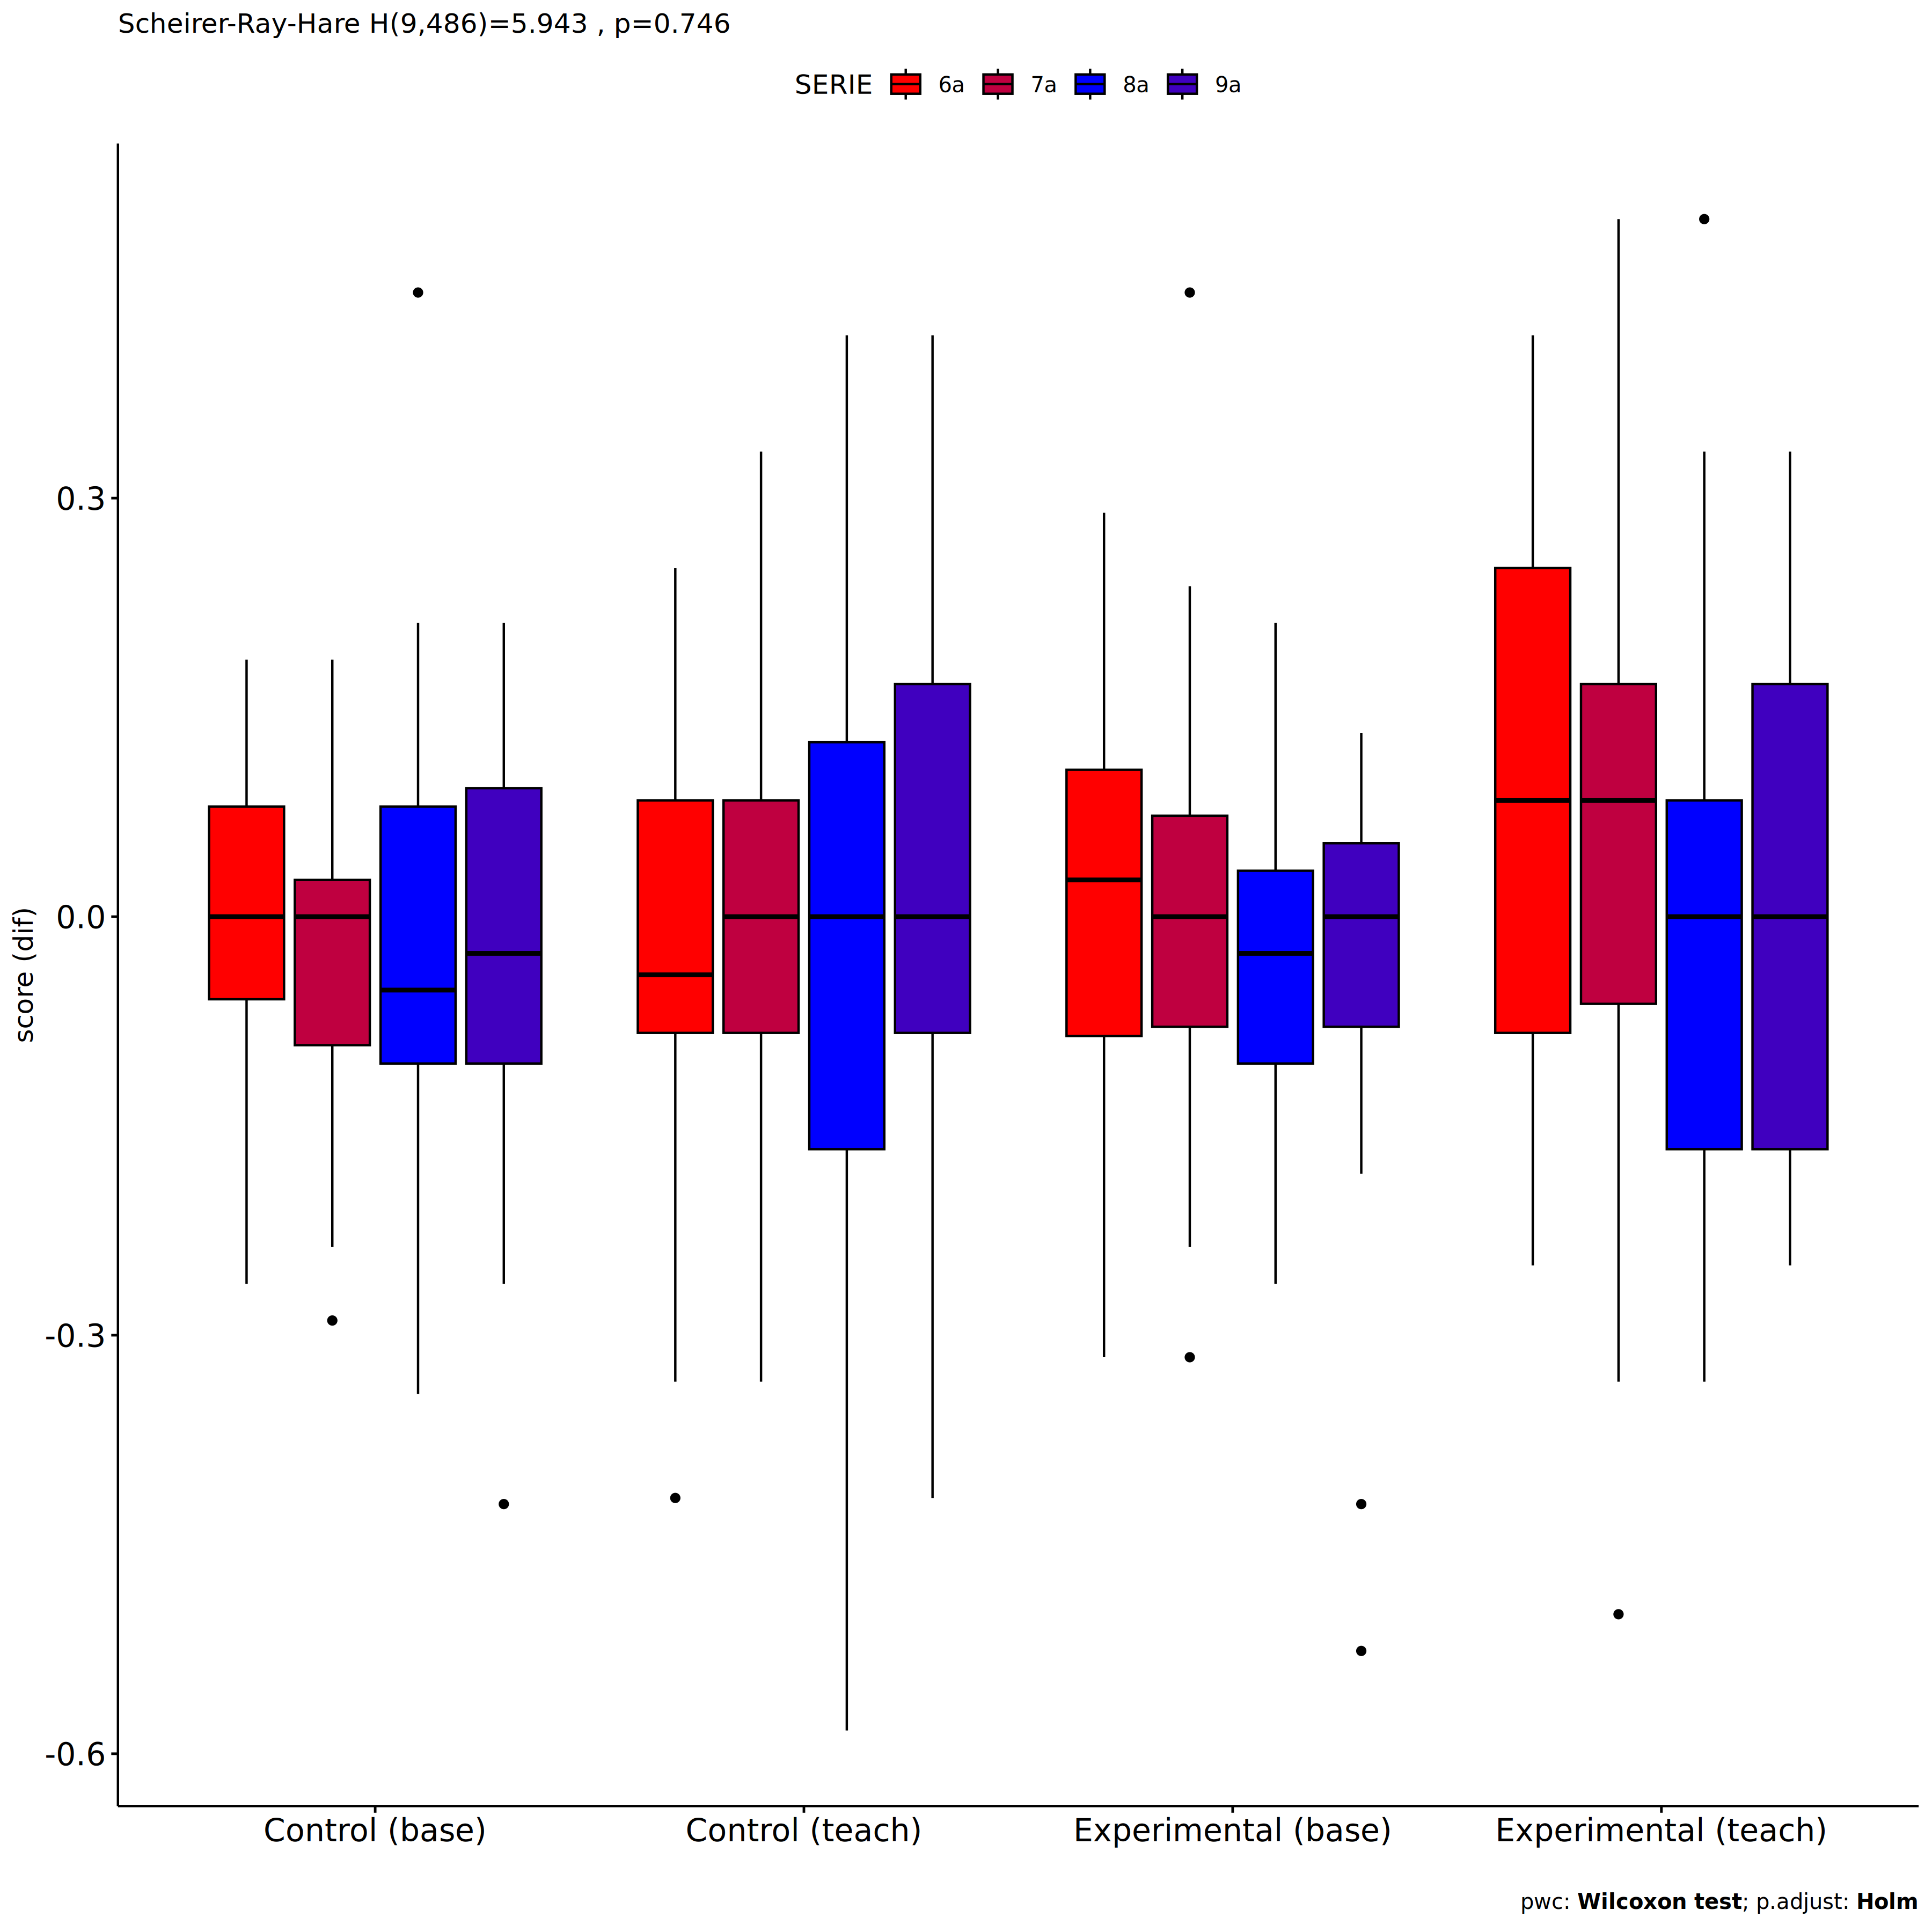 Scheirer-Ray-Hare H(9,486)=5.943 , p=0.746
SERIE 6a 7a 8a 9a
score (dif)
0.3
0.0
-0.3
-0.6
Control (base) Control (teach) Experimental (base) Experimental (teach)
pwc: Wilcoxon test; p.adjust: Holm